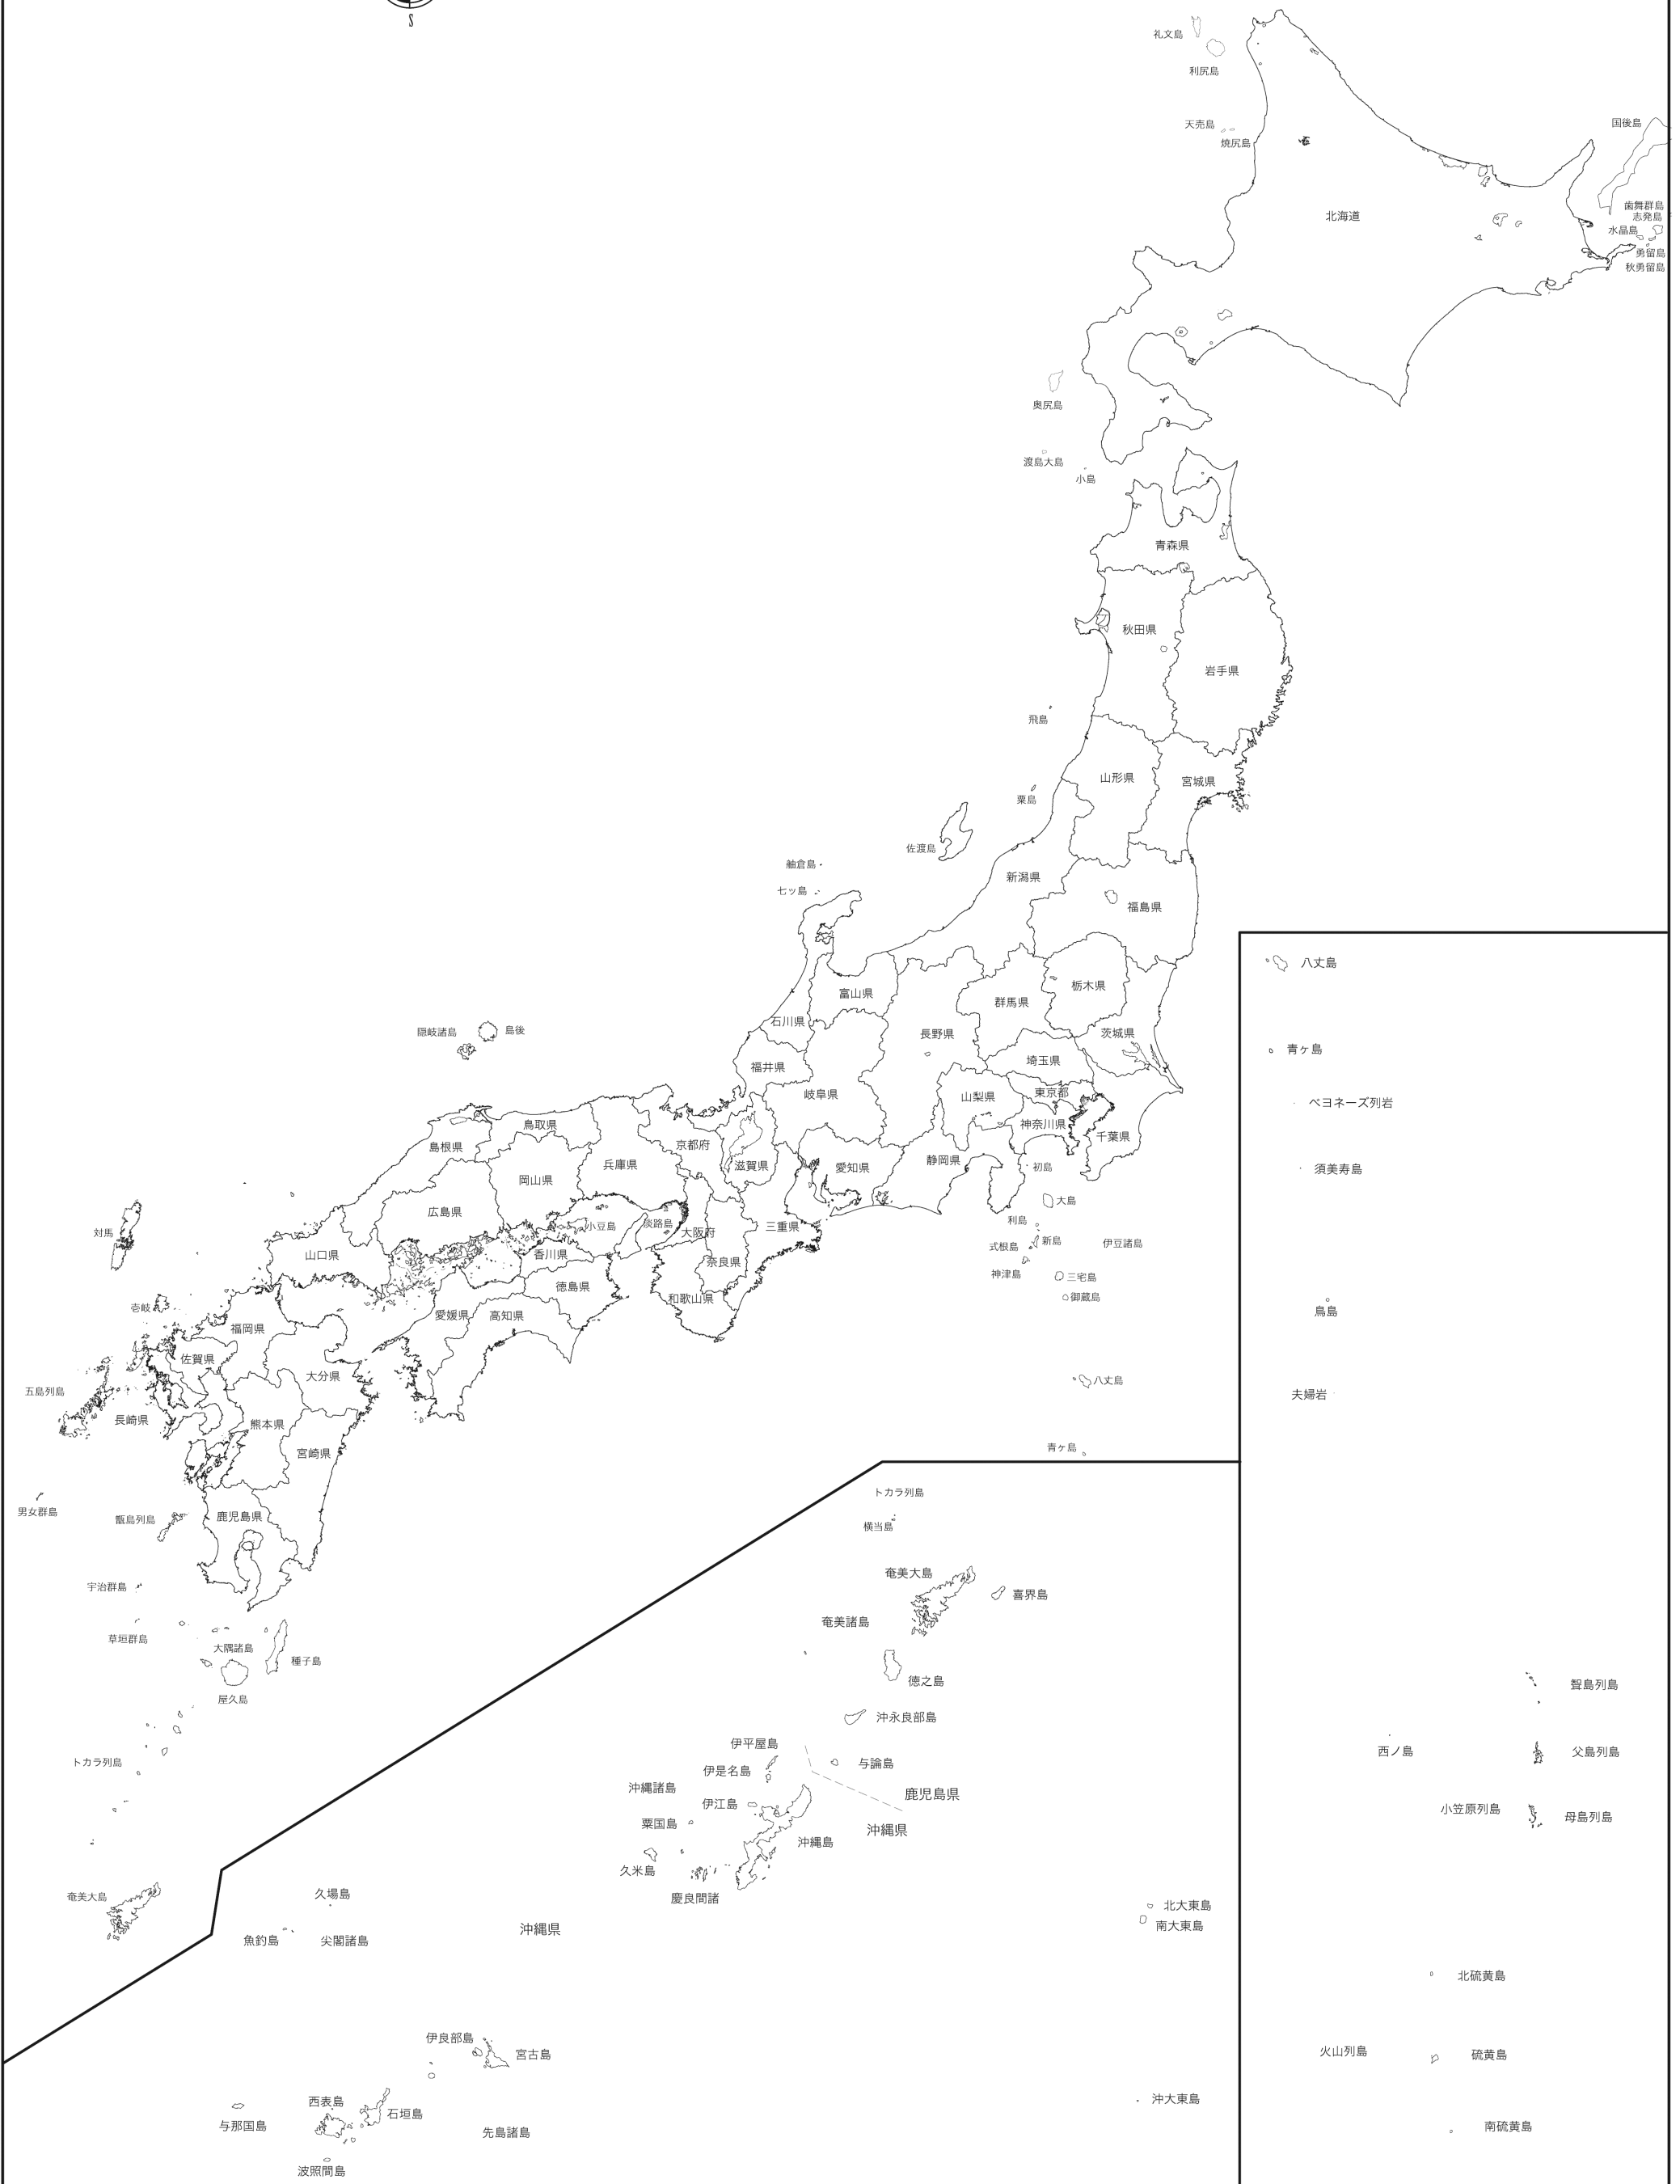 S
礼文島
利尻島
天売島
焼尻島
国後島
北海道
歯舞群島
志発島
水晶島
勇留島
秋勇留島
奥尻島
渡島大島
小島
青森県
秋田県
岩手県
飛島
山形県
宮城県
粟島
佐渡島
舳倉島
七ッ島
新潟県
福島県
富山県
石川県
群馬県
栃木県
長野県
茨城県
埼玉県
福井県
岐阜県
山梨県
東京都
神奈川県
千葉県
隠岐諸島
島後
鳥取県
島根県
京都府
兵庫県
滋賀県
愛知県
静岡県
初島
岡山県
広島県
小豆島
淡路島
大阪府
三重県
大島
利島
新島
式根島
伊豆諸島
神津島
三宅島
御蔵島
対馬
山口県
香川県
奈良県
徳島県
和歌山県
壱岐
福岡県
愛媛県
高知県
佐賀県
大分県
五島列島
長崎県
熊本県
宮崎県
八丈島
青ヶ島
男女群島
甑島列島
鹿児島県
宇治群島
草垣群島
大隅諸島
種子島
屋久島
トカラ列島
奄美大島
トカラ列島
横当島
奄美大島
喜界島
奄美諸島
徳之島
沖永良部島
伊平屋島
与論島
伊是名島
沖縄諸島
鹿児島県
伊江島
粟国島
沖縄県
沖縄島
久米島
慶良間諸
久場島
魚釣島
尖閣諸島
沖縄県
北大東島
南大東島
伊良部島
宮古島
西表島
石垣島
与那国島
先島諸島
波照間島
沖大東島
八丈島
青ヶ島
ベヨネーズ列岩
須美寿島
鳥島
夫婦岩
聟島列島
西ノ島
父島列島
小笠原列島
母島列島
北硫黄島
火山列島
硫黄島
南硫黄島